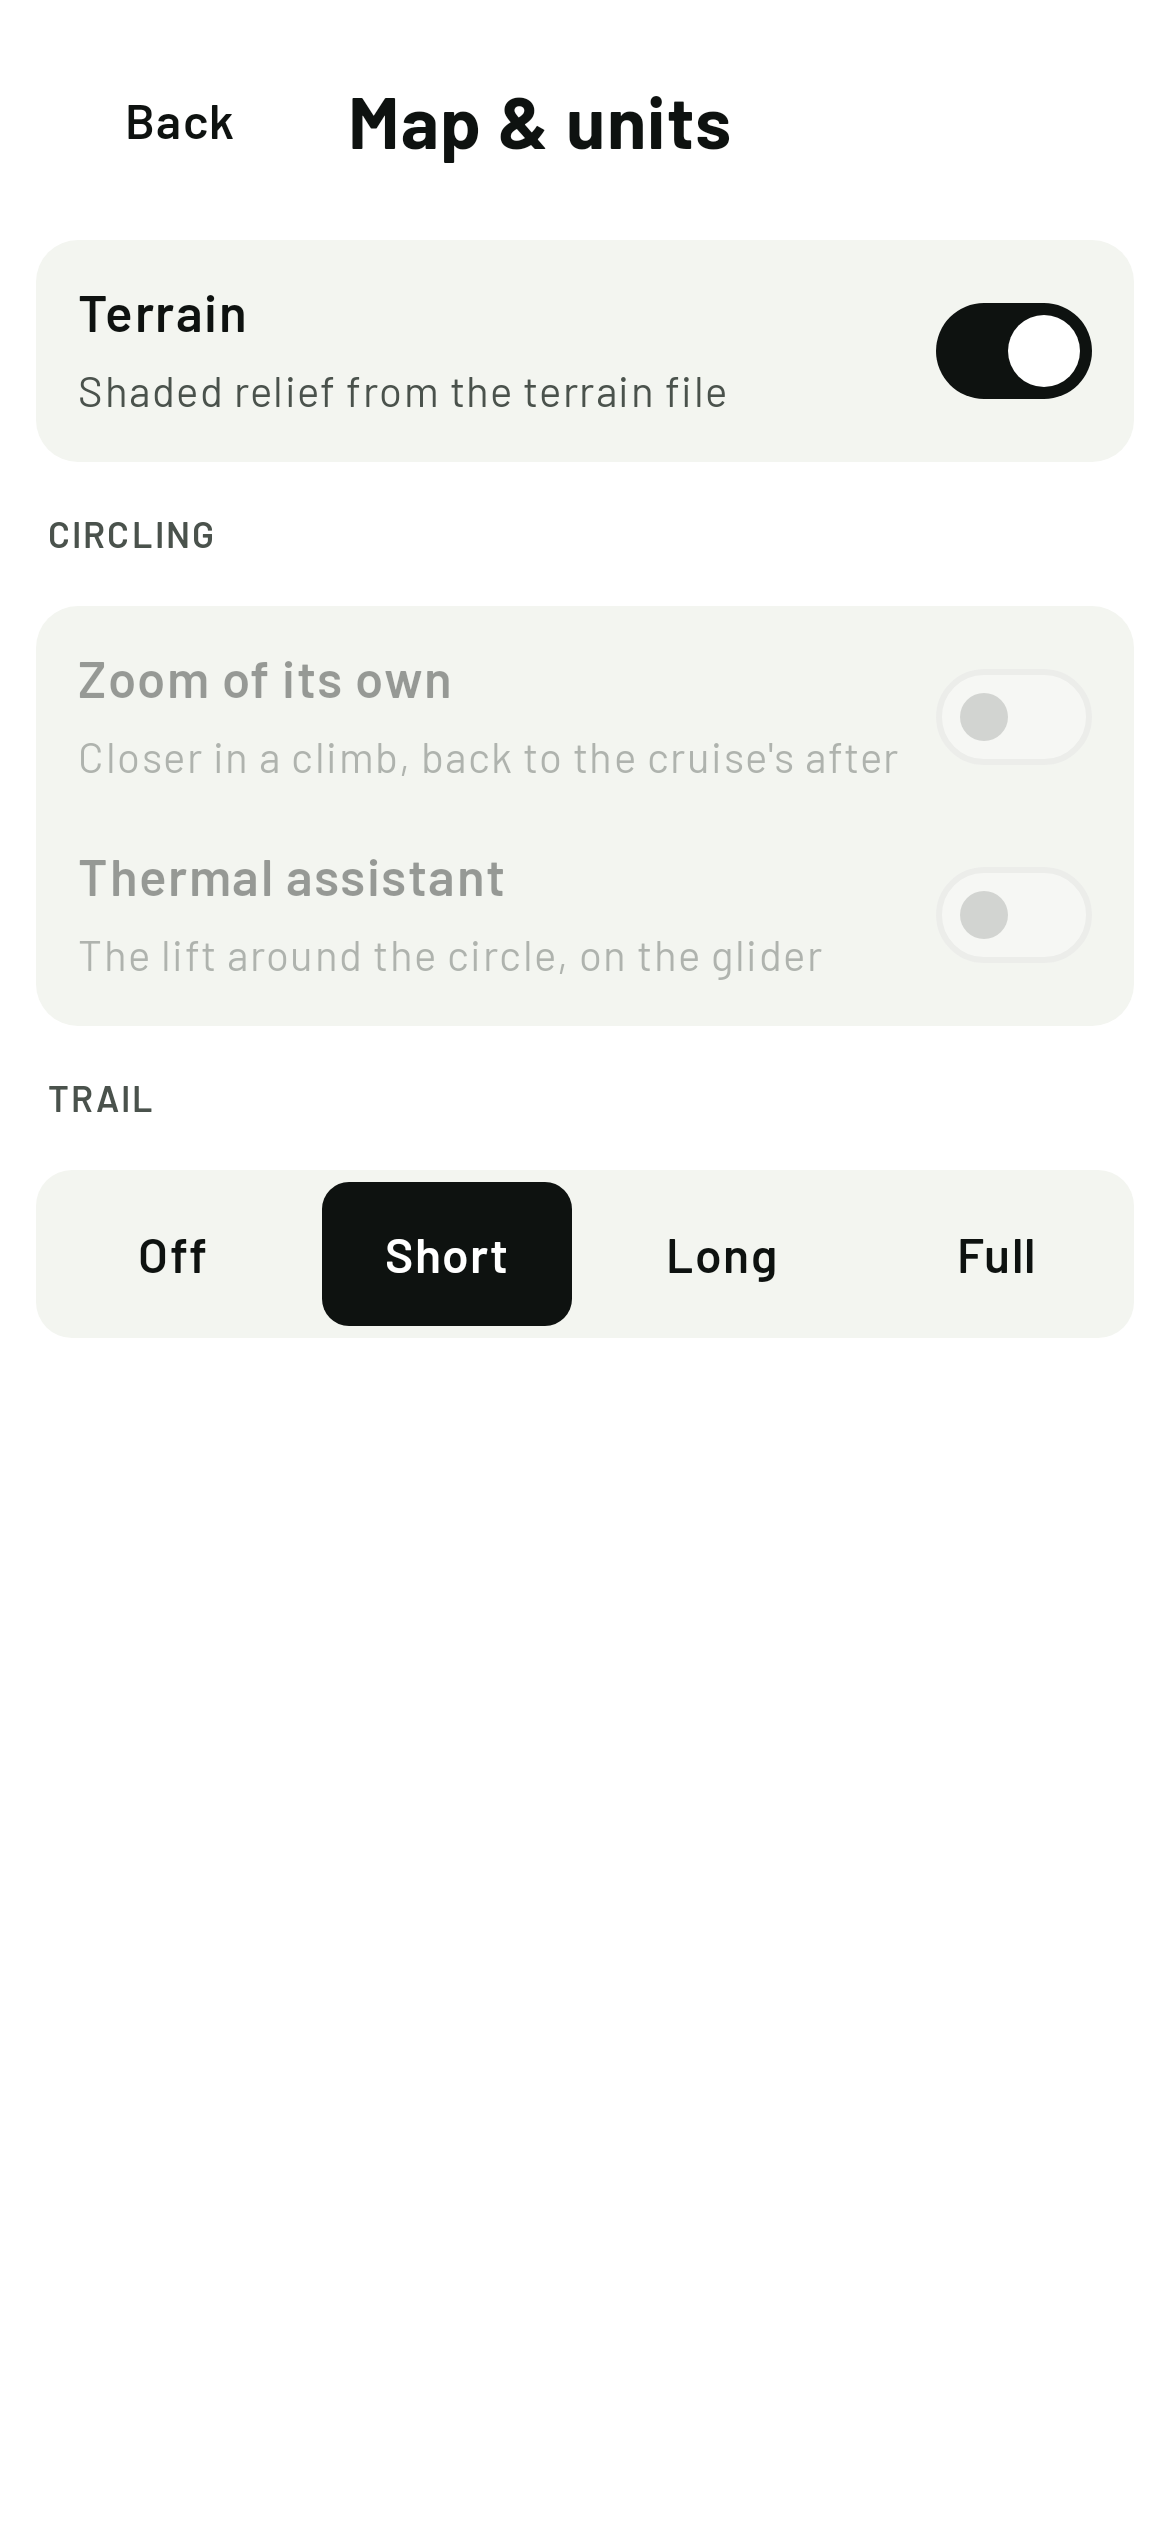 Back
Map & units
Terrain
Shaded relief from the terrain file
CIRCLING
Zoom of its own
Closer in a climb, back to the cruise's after
Thermal assistant
The lift around the circle, on the glider
TRAIL
Off Short Long Full